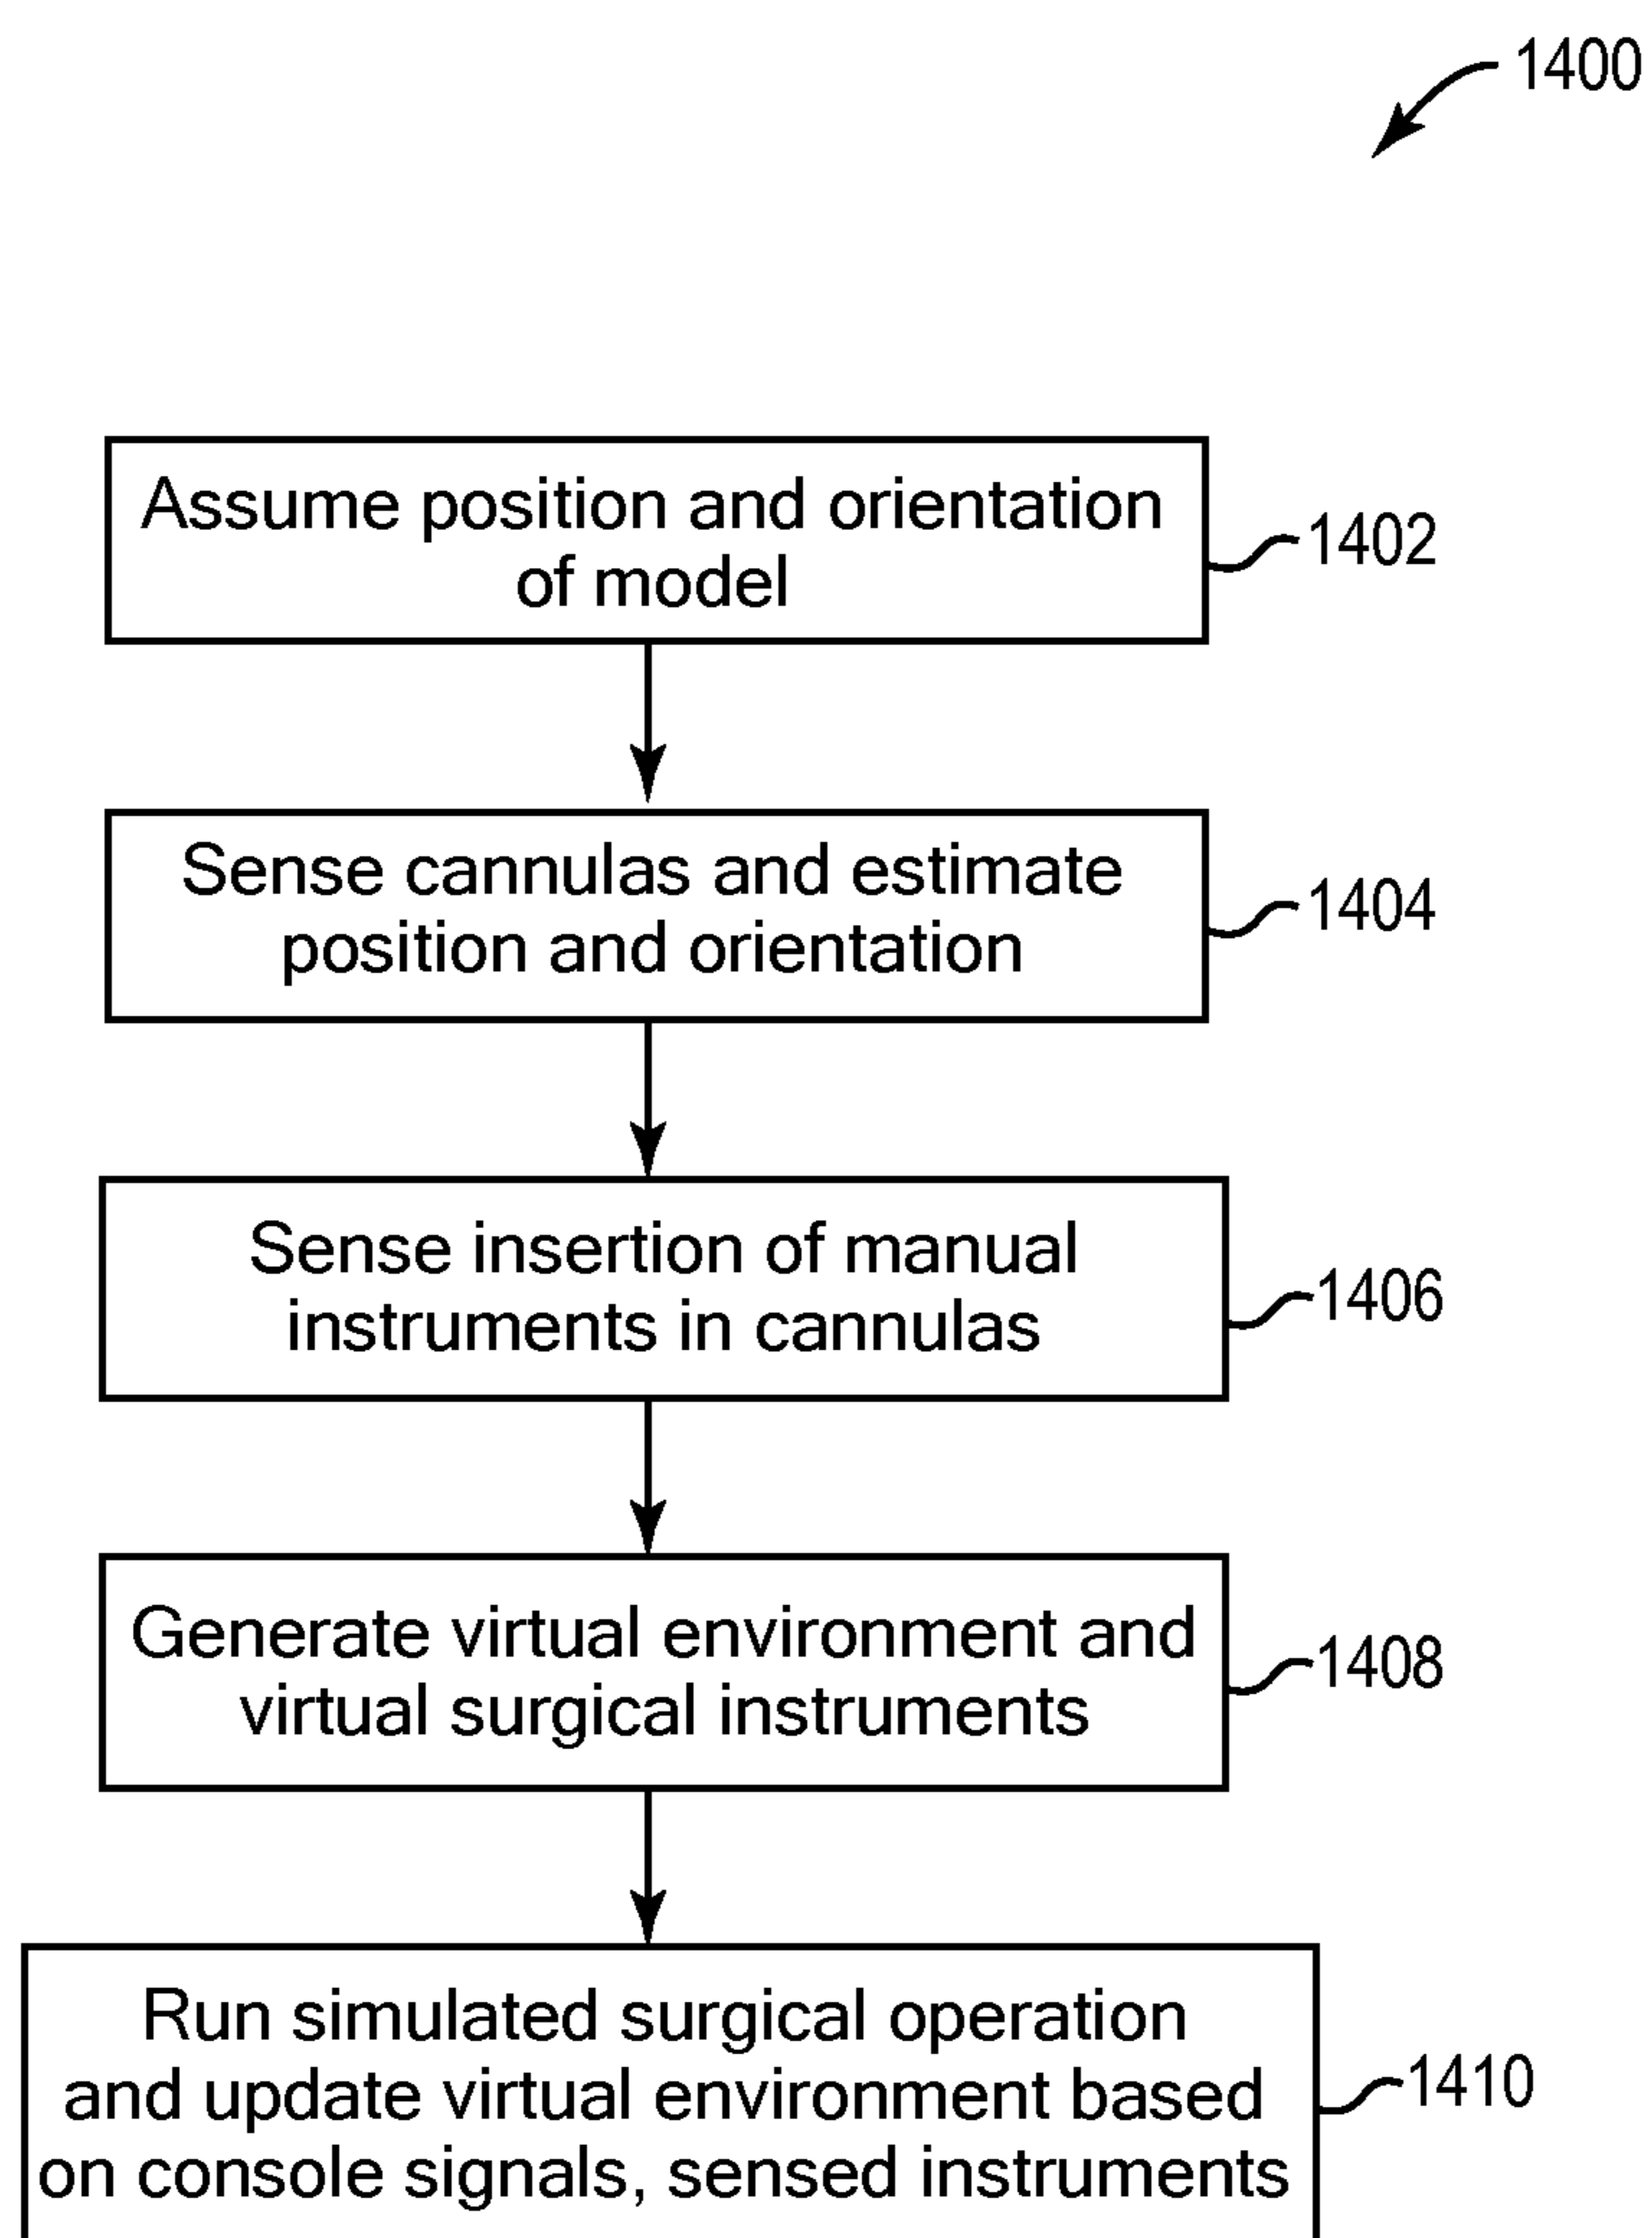 1400
Assume position and orientation
of model
1402
Sense cannulas and estimate
position and orientation
1404
Sense insertion of manual
instruments in cannulas
1406
Generate virtual environment and
virtual surgical instruments
1408
Run simulated surgical operation
and update virtual environment based
on console signals, sensed instruments
1410